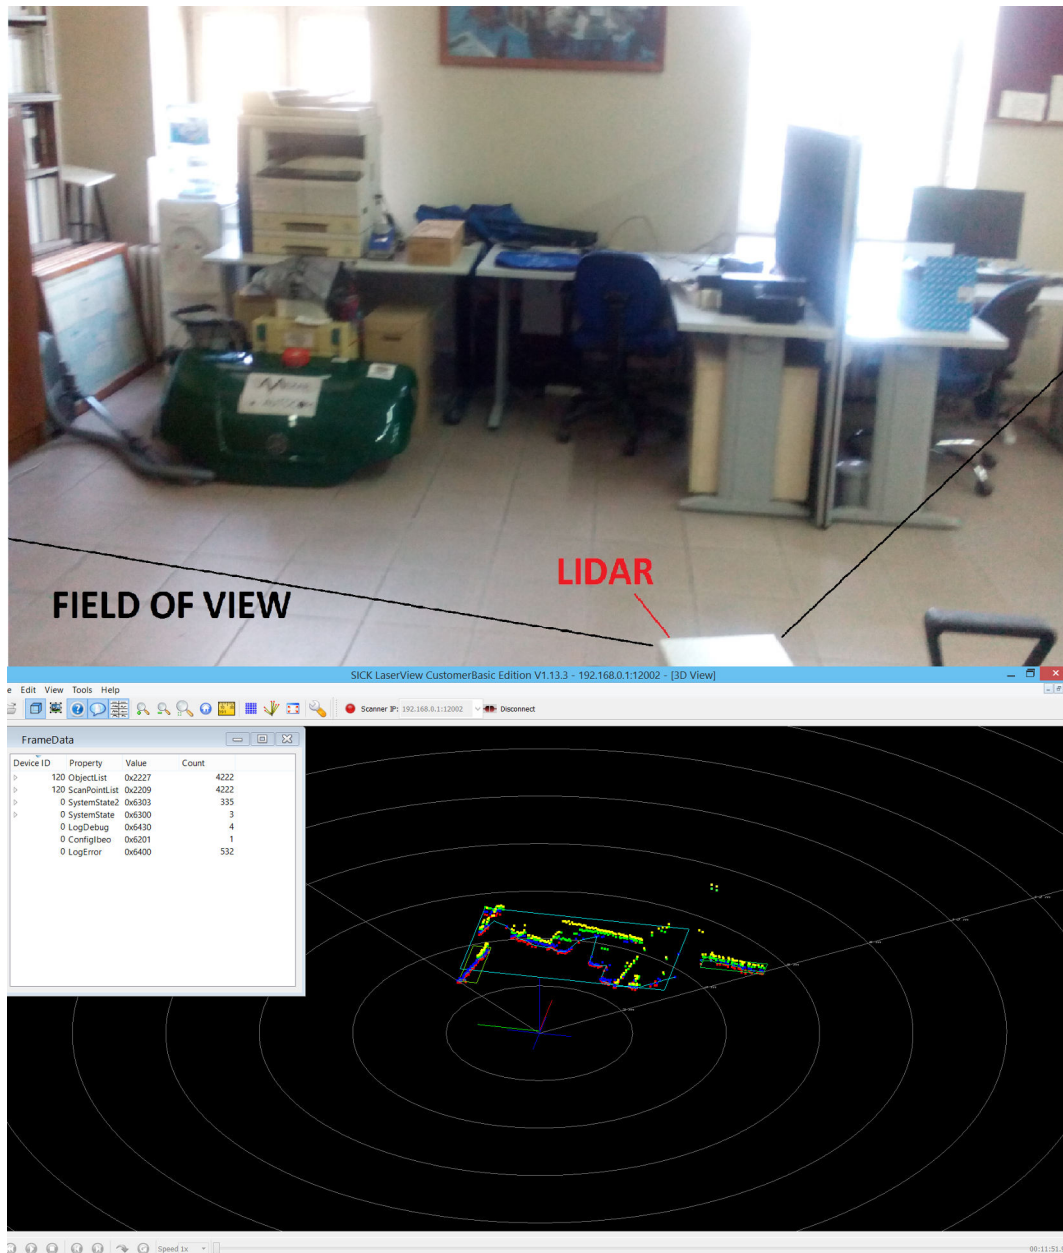 LIDAR
FIELD OF VIEW
SICK LaserView CustomerBasic Edition V1.13.3 - 192.168.0.1:12002 - [3D View]
Edit View Tools Help
Scanner IP: 192.168.0.1:12002 Disconnect
FrameData
Device ID Property Value Count
120 ObjectList 0x2227 4222
120 ScanPointList 0x2209 4222
0 SystemState2 0x6303 335
0 SystemState 0x6300 3
0 LogDebug 0x6430 4
0 ConfigIbeo 0x6201 1
0 LogError 0x6400 532
Speed 1x